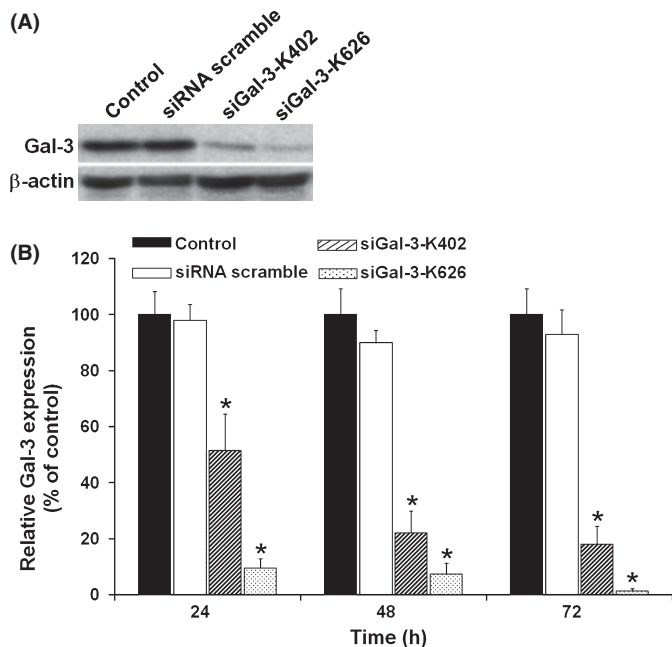 (A)
Control
siRNA scramble
siGal-3-K402
siGal-3-K626
Gal-3
β-actin
(B)
Control
siRNA scramble
siGal-3-K402
siGal-3-K626
Relative Gal-3 expression
(% of control)
120
100
80
60
40
20
0
* * * * * *
24 48 72
Time (h)